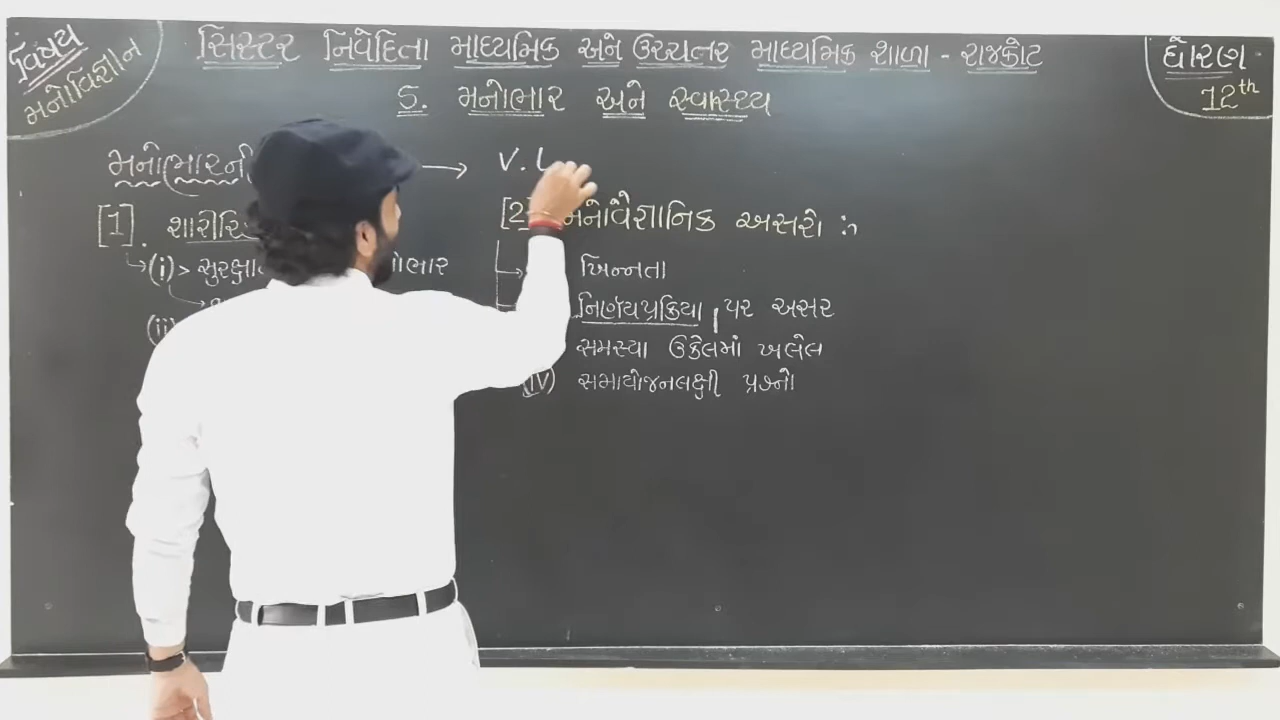 વિષય
મનોવિજ્ઞાન
સિસ્ટર નિવેદિતા માધ્યમિક અને ઉચ્ચતર માધ્યમિક શાળા - રાજકોટ
ધોરણ -
12th
5. મનોભાર અને સ્વાસ્થ્ય
મનોભારની → V.
[1].
(i) >
(ii)
[2] મનોવૈજ્ઞાનિક અસરો :-
ખિન્નતા
નિર્ણયપ્રક્રિયા પર અસર
સમસ્યા ઉકેલમાં ખલેલ
(iv) સમાયોજનલક્ષી પ્રશ્નો